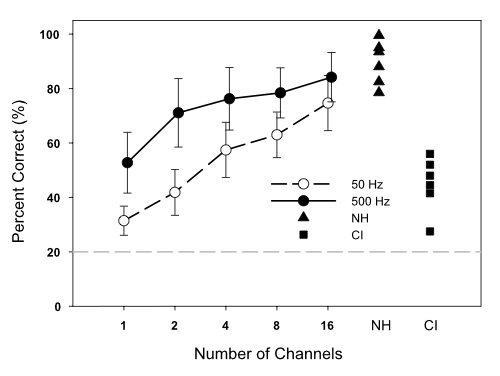 Percent Correct (%)
100
80
60
40
20
0
50 Hz
500 Hz
NH
CI
1 2 4 8 16 NH CI
Number of Channels